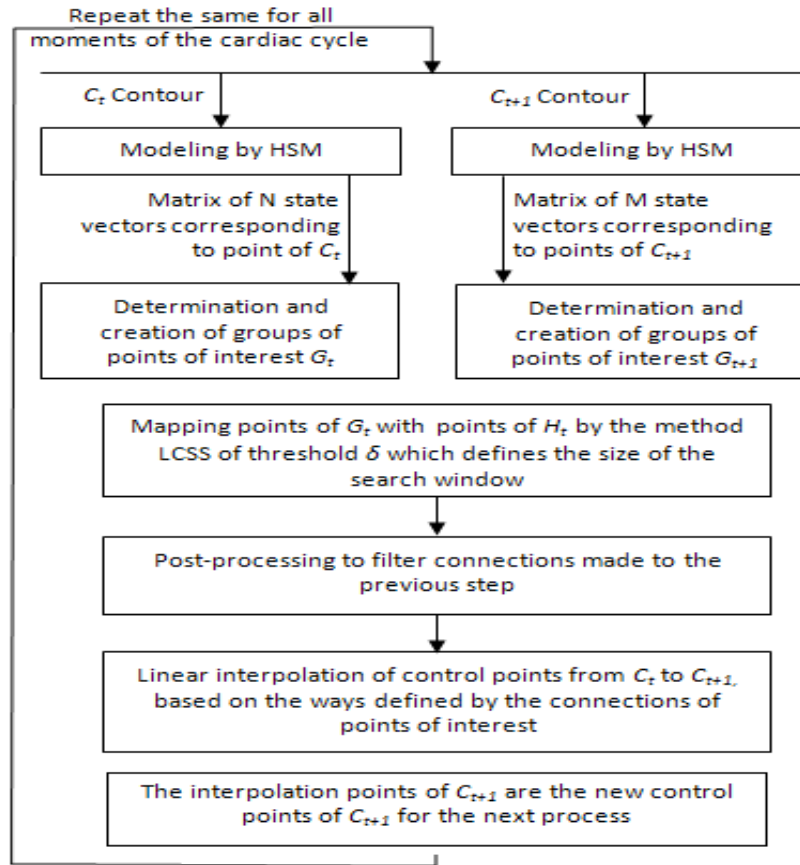 Repeat the same for all
moments of the cardiac cycle
Cₜ Contour
Cₜ₊₁ Contour
Modeling by HSM
Modeling by HSM
Matrix of N state
vectors corresponding
to point of Cₜ
Matrix of M state
vectors corresponding
to points of Cₜ₊₁
Determination and
creation of groups of
points of interest Gₜ
Determination and
creation of groups of
points of interest Gₜ₊₁
Mapping points of Gₜ with points of Hₜ by the method
LCSS of threshold δ which defines the size of the
search window
Post-processing to filter connections made to the
previous step
Linear interpolation of control points from Cₜ to Cₜ₊₁,
based on the ways defined by the connections of
points of interest
The interpolation points of Cₜ₊₁ are the new control
points of Cₜ₊₁ for the next process